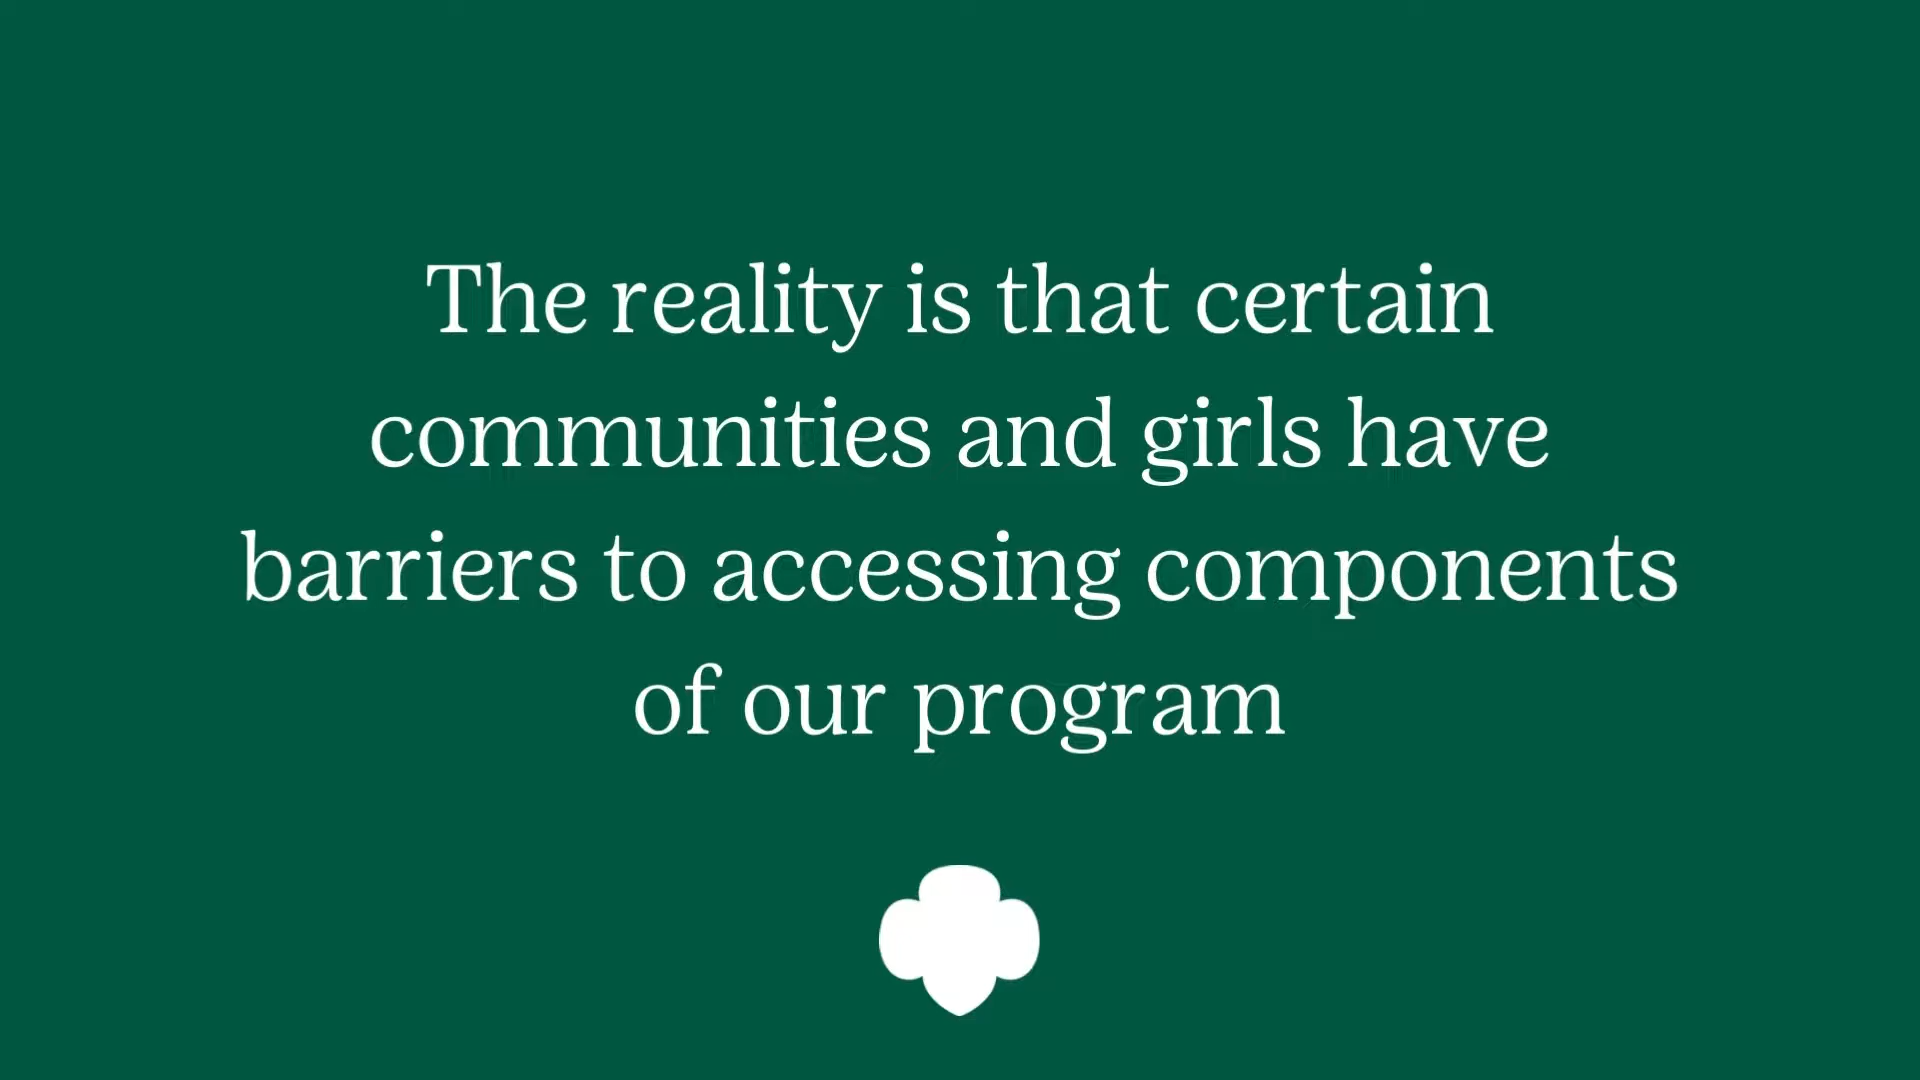 The reality is that certain
communities and girls have
barriers to accessing components
of our program